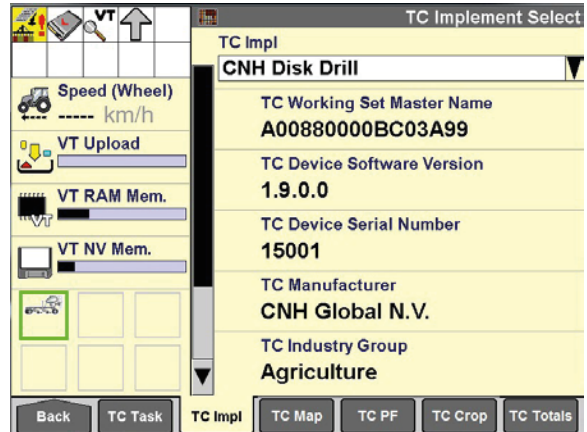 VT
TC Implement Select
TC Impl
CNH Disk Drill
Speed (Wheel)
----- km/h
TC Working Set Master Name
A00880000BC03A99
VT Upload
TC Device Software Version
1.9.0.0
VT RAM Mem.
VT
TC Device Serial Number
15001
VT NV Mem.
TC Manufacturer
CNH Global N.V.
TC Industry Group
Agriculture
Back
TC Task
TC Impl
TC Map
TC PF
TC Crop
TC Totals